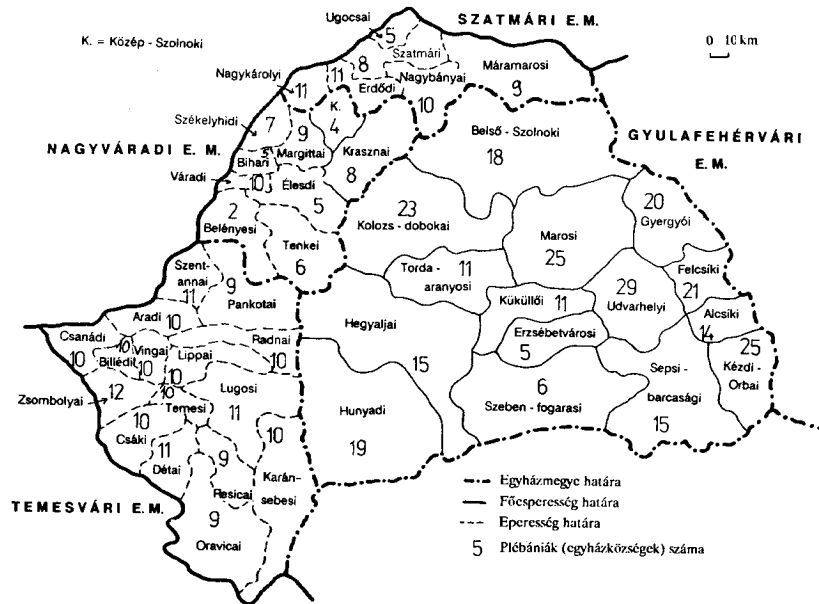 SZATMÁRI E.M.
Ugocsai
5
K. = Közép - Szolnoki
0 10 km
Szatmári
8
Nagykárolyi
11
11
Erdődi
Nagybányai
10
Máramarosi
9
Székelyhidi
7
9
Margittai
K.
4
Krasznai
8
Belső - Szolnoki
18
GYULAFEHÉRVÁRI
E.M.
NAGYVÁRADI E.M.
Bihari
5
Váradi
10
Élesdi
5
2
Belényesi
Tenkei
6
23
Kolozs - dobokai
20
Gyergyói
Marosi
25
Szent-
annai
11
9
Pankotai
Torda -
aranyosi
11
Felcsíki
21
29
Udvarhelyi
Küküllői 11
Aradi
10
Hegyaljai
15
Alcsíki
14
Csanádi
10
10
Billédi
Vingai
10
Lippai
Radnai
10
Erzsébetvárosi
5
25
Kézdi -
Orbai
Zsombolyai
12
10
10
Temesi
Lugosi
11
Sepsi -
barcasági
15
6
Szeben - fogarasi
10
Csáki
11
Détai
9
Resicai
10
Karán-
sebesi
Hunyadi
19
TEMESVÁRI E.M.
9
Oravicai
Egyházmegye határa
Főesperesség határa
Eperesség határa
5 Plébániák (egyházközségek) száma